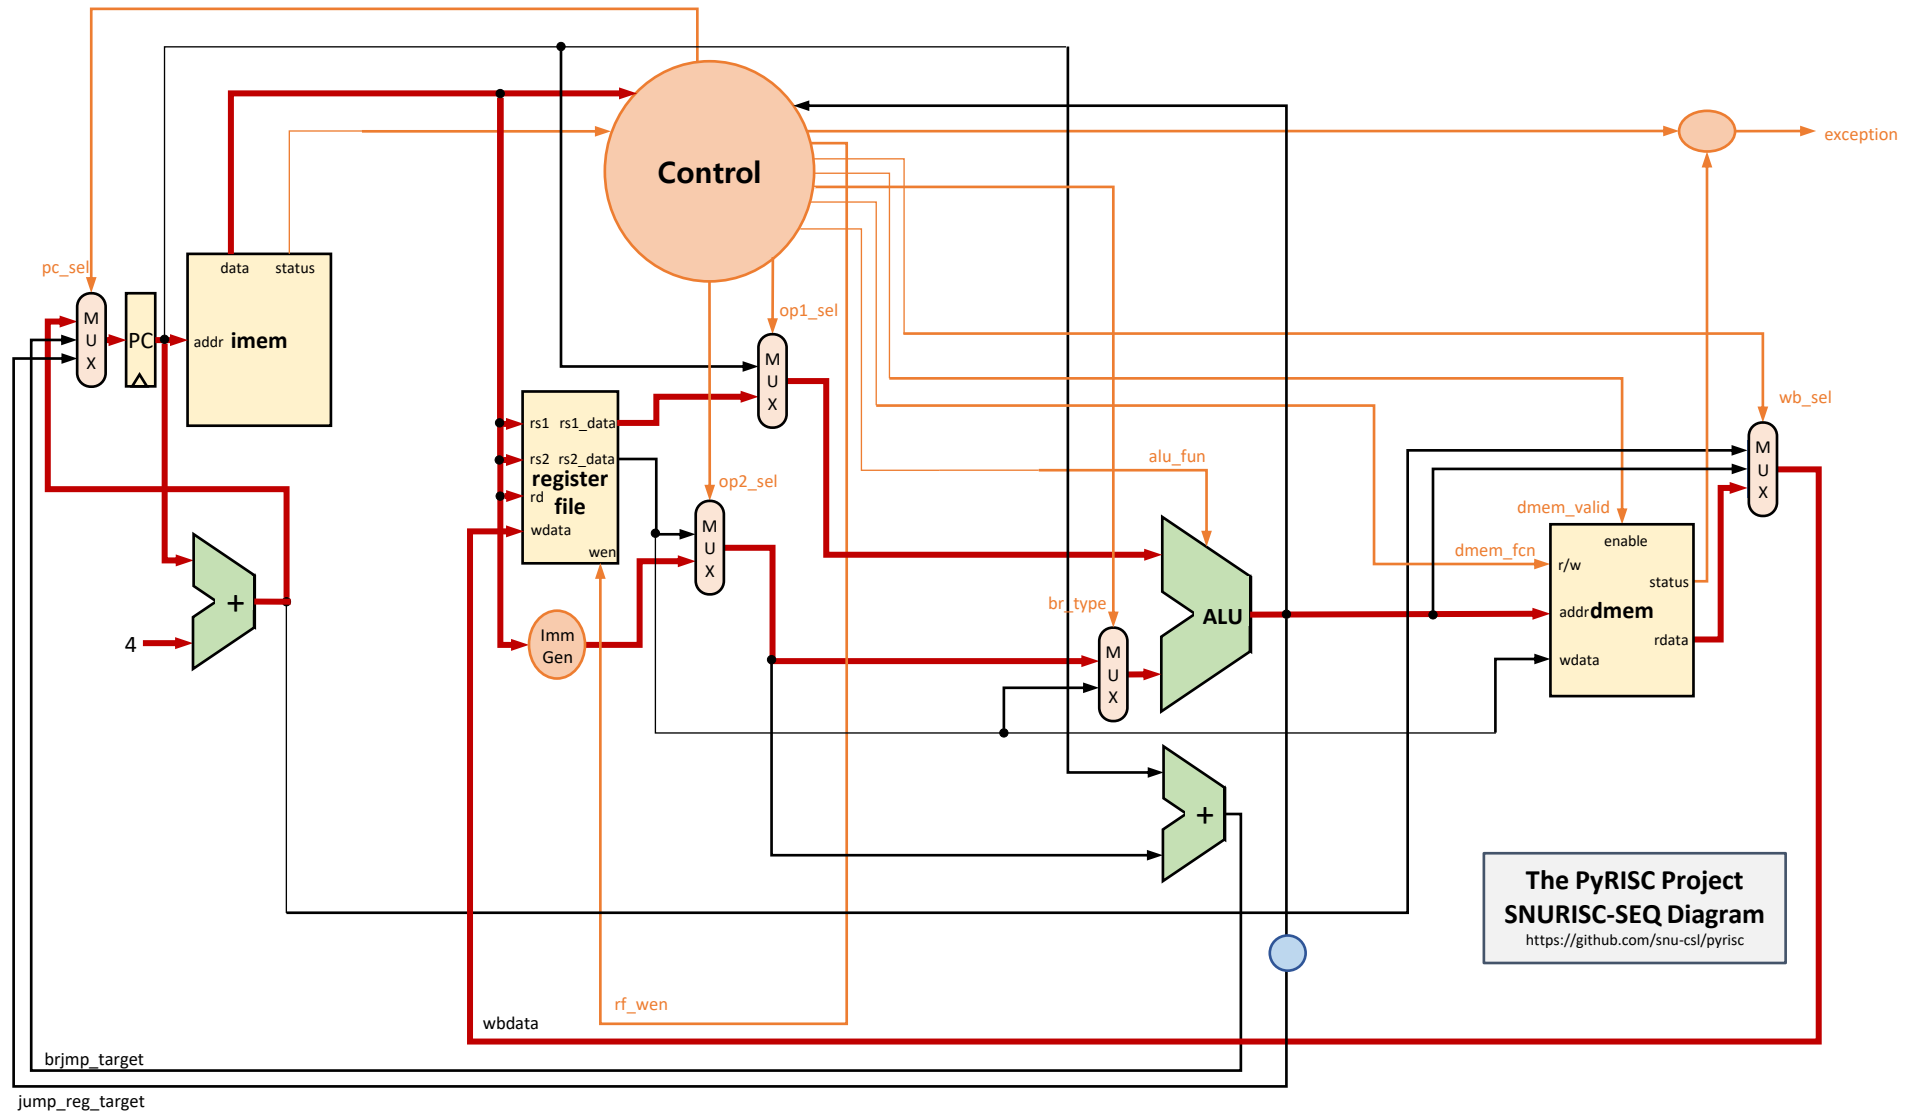 exception
Control
data
status
pc_sel
M
U
X
PC
addr
imem
op1_sel
M
U
X
rs1
rs1_data
rs2
rs2_data
register
file
rd
wdata
wen
op2_sel
M
U
X
alu_fun
wb_sel
M
U
X
dmem_valid
enable
dmem_fcn
r/w
status
addr
dmem
rdata
wdata
+
4
Imm
Gen
br_type
M
U
X
ALU
+
The PyRISC Project
SNURISC-SEQ Diagram
https://github.com/snu-csl/pyrisc
rf_wen
wbdata
brjmp_target
jump_reg_target